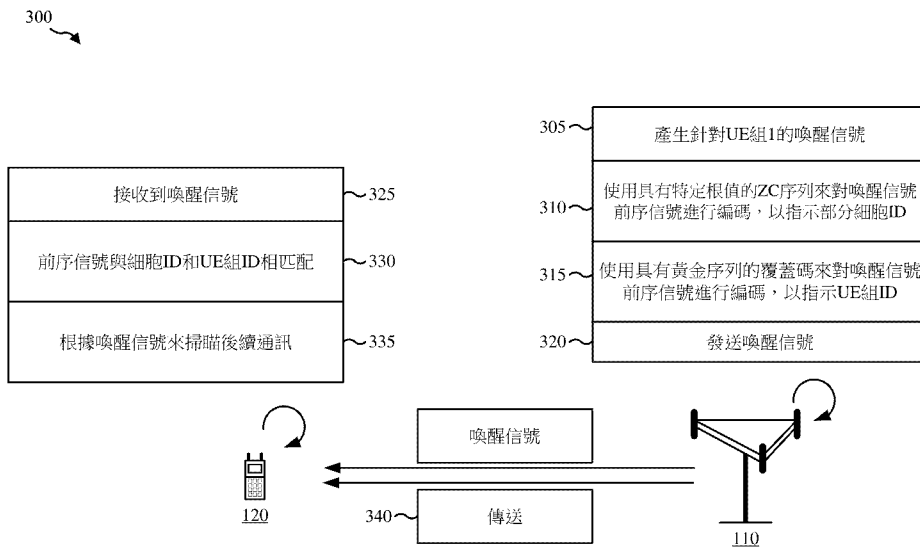 300
305
產生針對UE組1的喚醒信號
310
使用具有特定根值的ZC序列來對喚醒信號
前序信號進行編碼，以指示部分細胞ID
315
使用具有黃金序列的覆蓋碼來對喚醒信號
前序信號進行編碼，以指示UE組ID
320
發送喚醒信號
接收到喚醒信號
325
前序信號與細胞ID和UE組ID相匹配
330
根據喚醒信號來掃瞄後續通訊
335
喚醒信號
340
傳送
120
110